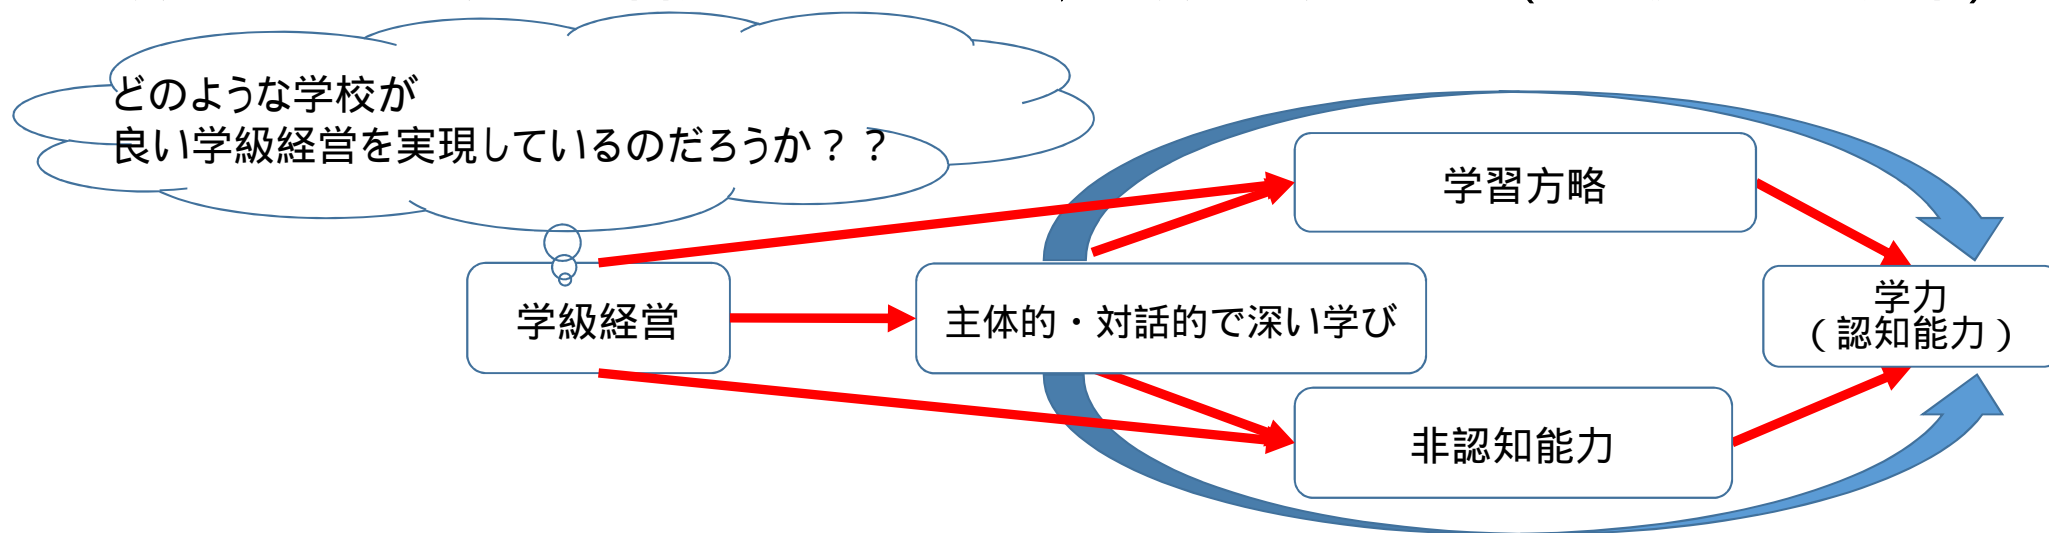 どのような学校が
良い学級経営を実現しているのだろうか？？
学習方略
学級経営
主体的・対話的で深い学び
学力
（認知能力）
非認知能力